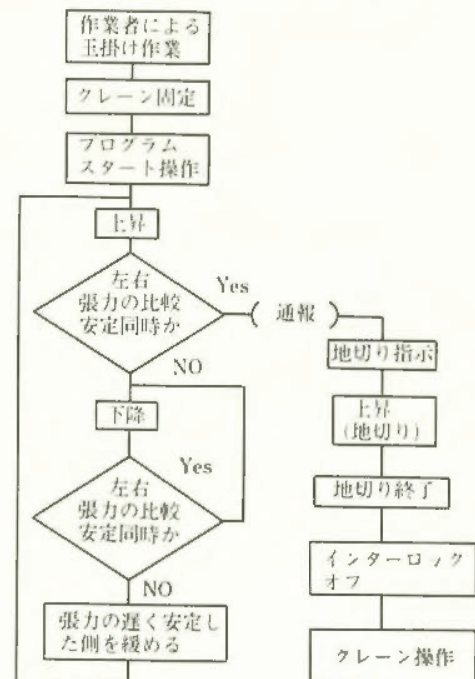 作業者による
玉掛け作業
クレーン固定
プログラム
スタート操作
上昇
左右
張力の比較
安定同時か
Yes
通報
NO
地切り指示
上昇
(地切り)
地切り終了
インターロック
オフ
クレーン操作
下降
Yes
左右
張力の比較
安定同時か
NO
張力の遅く安定し
た側を緩める